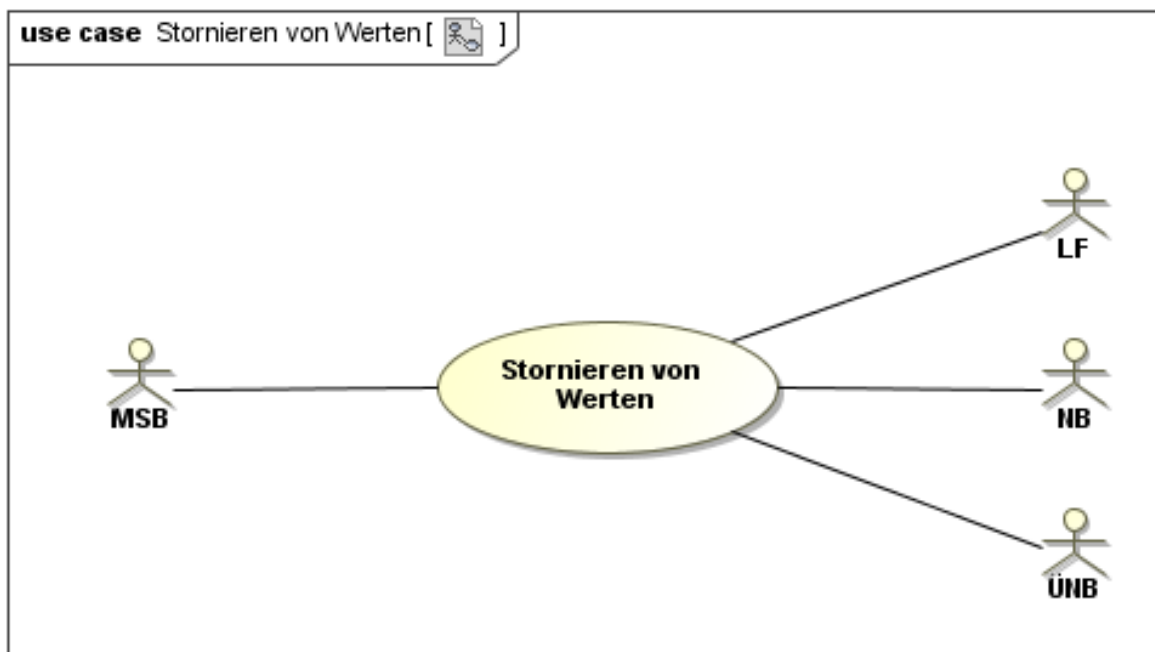 use case Stornieren von Werten [ ]
LF
Stornieren von
Werten
MSB
NB
ÜNB